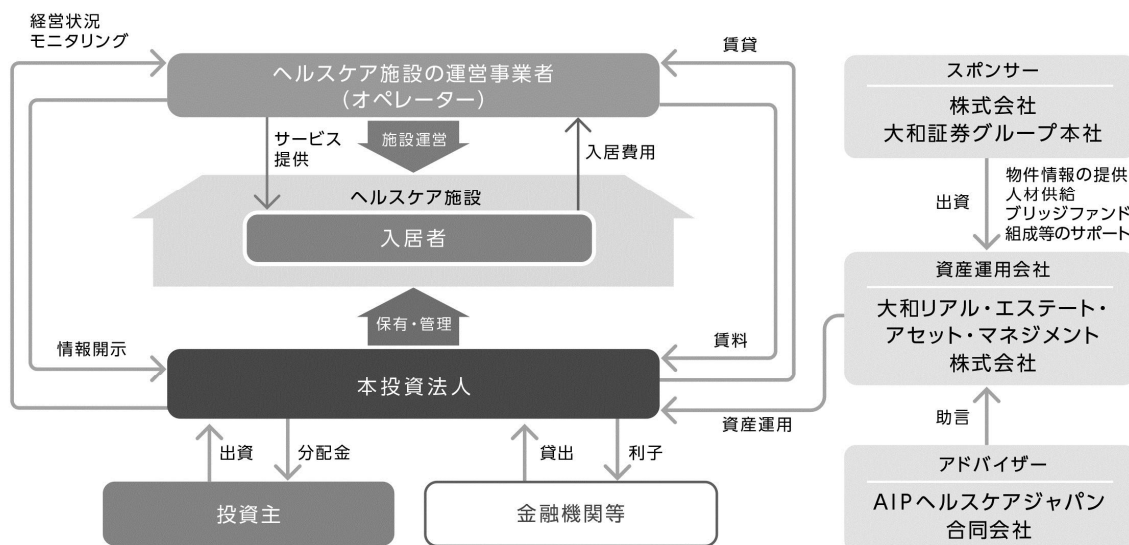 経営状況
モニタリング
賃貸
ヘルスケア施設の運営事業者
（オペレーター）
サービス
提供
施設運営
入居費用
ヘルスケア施設
入居者
保有・管理
情報開示
賃料
本投資法人
資産運用
出資
分配金
貸出
利子
投資主
金融機関等
スポンサー
株式会社
大和証券グループ本社
出資
物件情報の提供
人材供給
ブリッジファンド
組成等のサポート
資産運用会社
大和リアル・エステート・
アセット・マネジメント
株式会社
助言
アドバイザー
AIPヘルスケアジャパン
合同会社